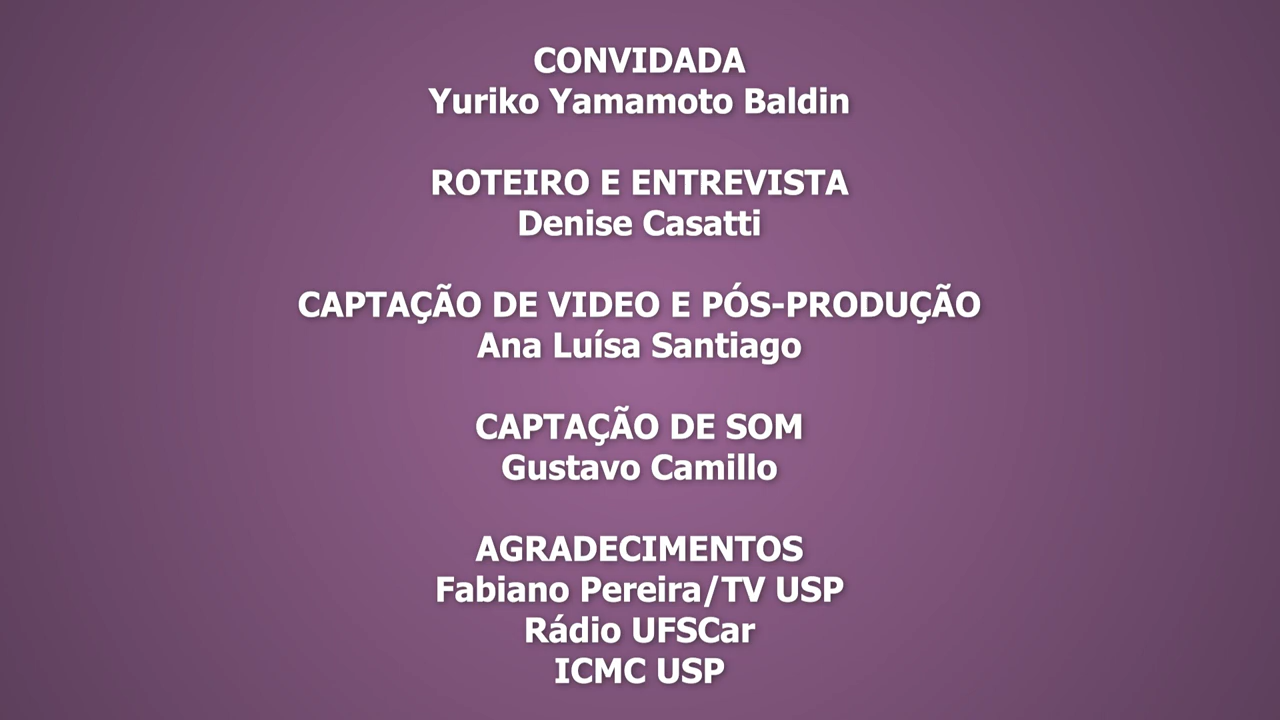 CONVIDADA
Yuriko Yamamoto Baldin
ROTEIRO E ENTREVISTA
Denise Casatti
CAPTAÇÃO DE VIDEO E PÓS-PRODUÇÃO
Ana Luísa Santiago
CAPTAÇÃO DE SOM
Gustavo Camillo
AGRADECIMENTOS
Fabiano Pereira/TV USP
Rádio UFSCar
ICMC USP